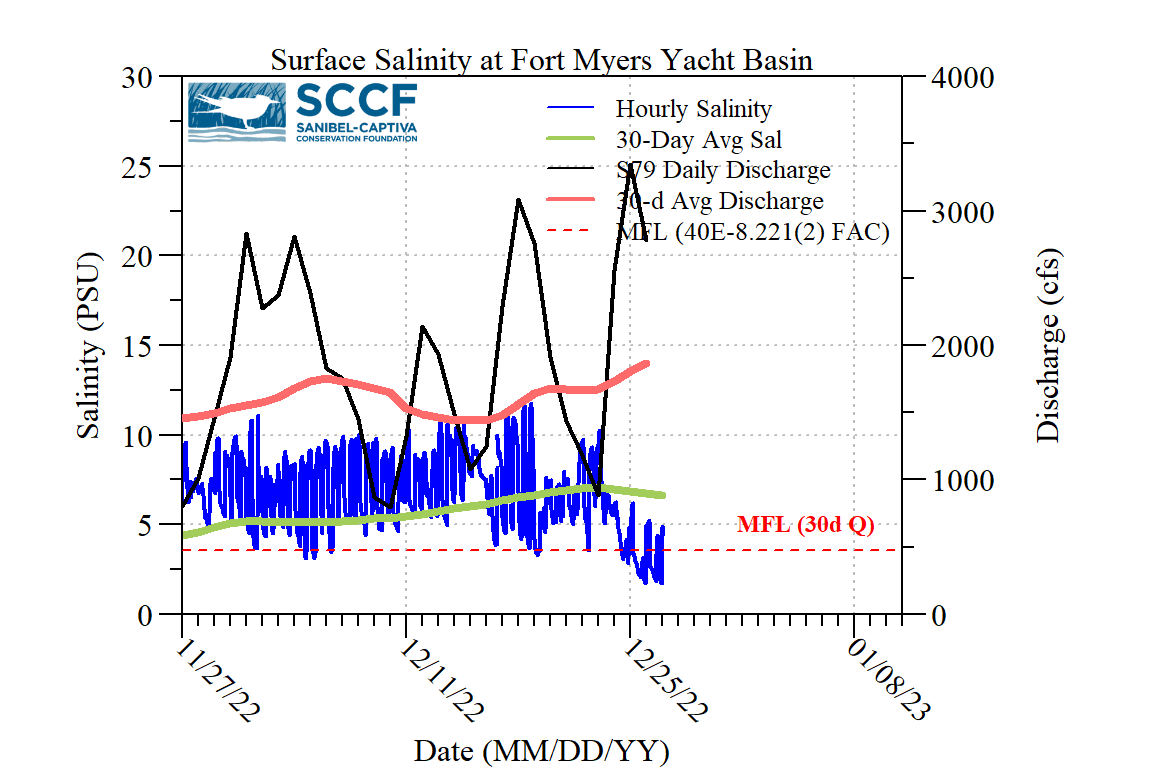 Surface Salinity at Fort Myers Yacht Basin
SCCF
SANIBEL-CAPTIVA
CONSERVATION FOUNDATION
Hourly Salinity
30-Day Avg Sal
S79 Daily Discharge
30-d Avg Discharge
MFL (40E-8.221(2) FAC)
30
25
20
15
10
5
0
Salinity (PSU)
4000
3000
2000
1000
0
Discharge (cfs)
MFL (30d Q)
11/27/22
12/11/22
12/25/22
01/08/23
Date (MM/DD/YY)